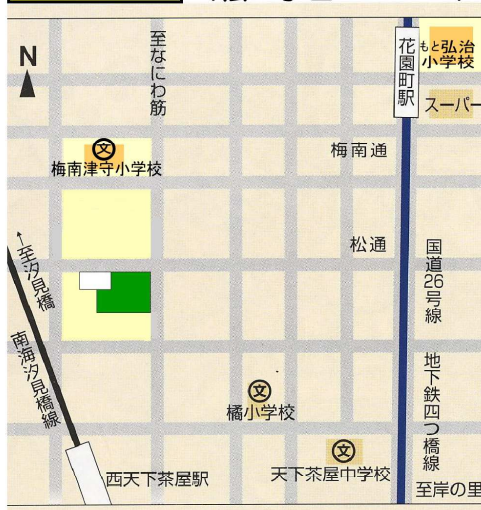 N
至なにわ筋
花園町駅
もと弘治
小学校
スーパー
文
梅南津守小学校
梅南通
松通
←至汐見橋
国道26号線
南海汐見橋線
地下鉄四つ橋線
文
橘小学校
文
天下茶屋中学校
西天下茶屋駅
至岸の里